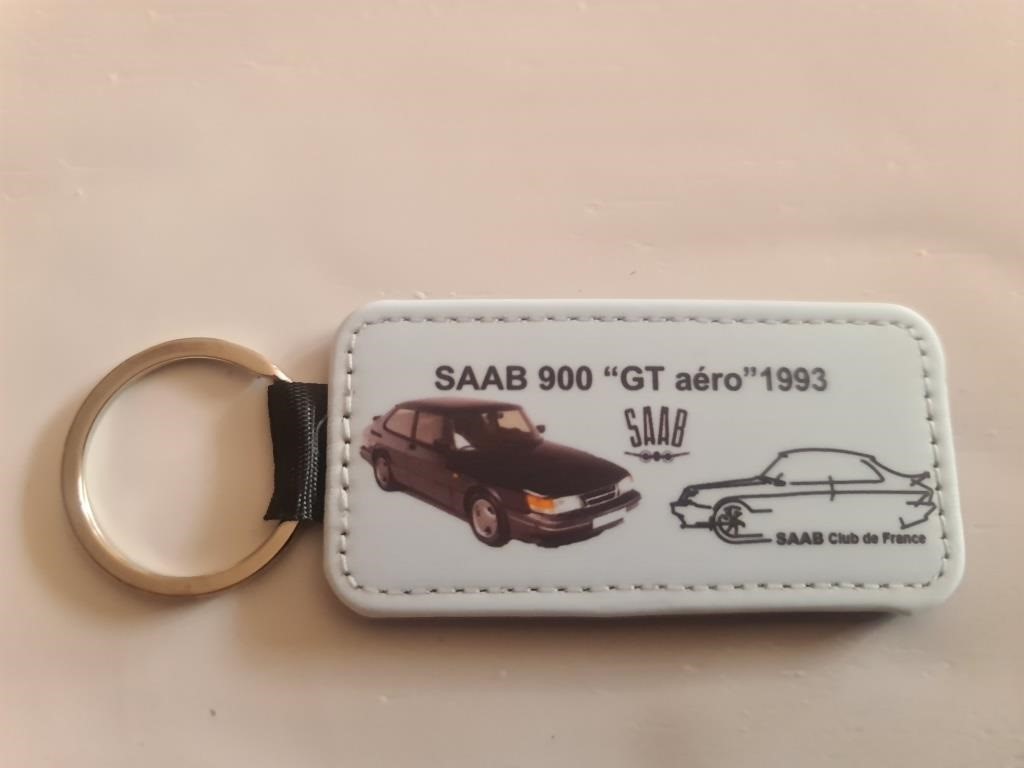 SAAB 900 “GT aéro”1993
SAAB
SAAB Club de France